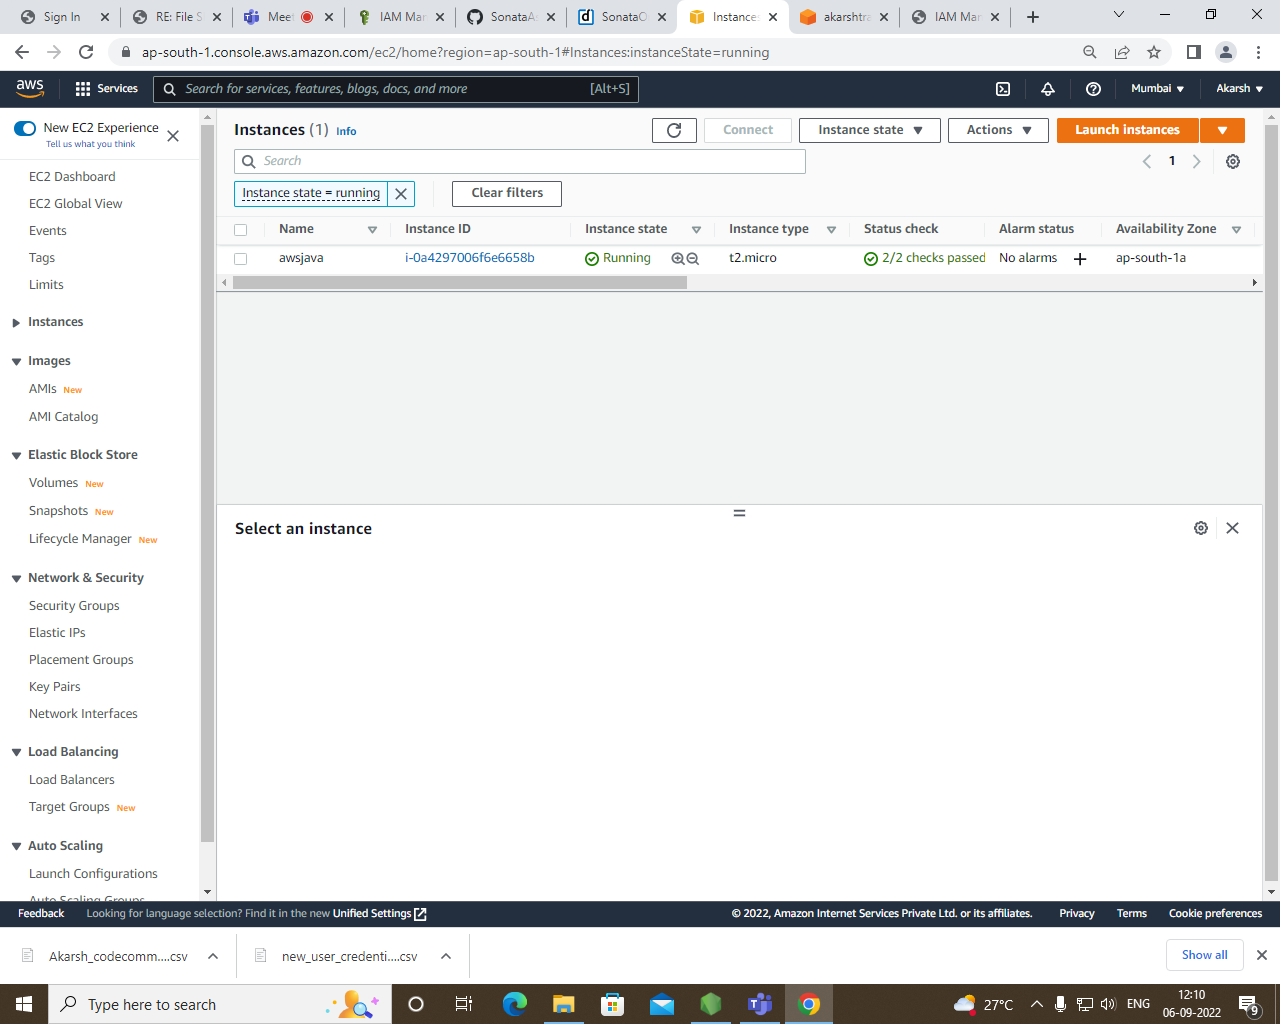 Sign In
RE: File S
Meet
IAM Mar
SonataA
SonataO
Instances
akarshtra
IAM Mar
ap-south-1.console.aws.amazon.com/ec2/home?region=ap-south-1#Instances:instanceState=running
aws
Services
Search for services, features, blogs, docs, and more
[Alt+S]
Mumbai
Akarsh
New EC2 Experience
Tell us what you think
EC2 Dashboard
EC2 Global View
Events
Tags
Limits
Instances
Images
AMIs New
AMI Catalog
Elastic Block Store
Volumes New
Snapshots New
Lifecycle Manager New
Network & Security
Security Groups
Elastic IPs
Placement Groups
Key Pairs
Network Interfaces
Load Balancing
Load Balancers
Target Groups New
Auto Scaling
Launch Configurations
Auto Scaling Groups
Instances (1) Info
Connect
Instance state
Actions
Launch instances
Search
1
Instance state = running
Clear filters
Name Instance ID Instance state Instance type Status check Alarm status Availability Zone
awsjava i-0a4297006f6e6658b Running t2.micro 2/2 checks passed No alarms ap-south-1a
Select an instance
Feedback
Looking for language selection? Find it in the new Unified Settings
© 2022, Amazon Internet Services Private Ltd. or its affiliates.
Privacy
Terms
Cookie preferences
Akarsh_codecomm....csv
new_user_credenti....csv
Show all
Type here to search
27°C
ENG
12:10
06-09-2022
9